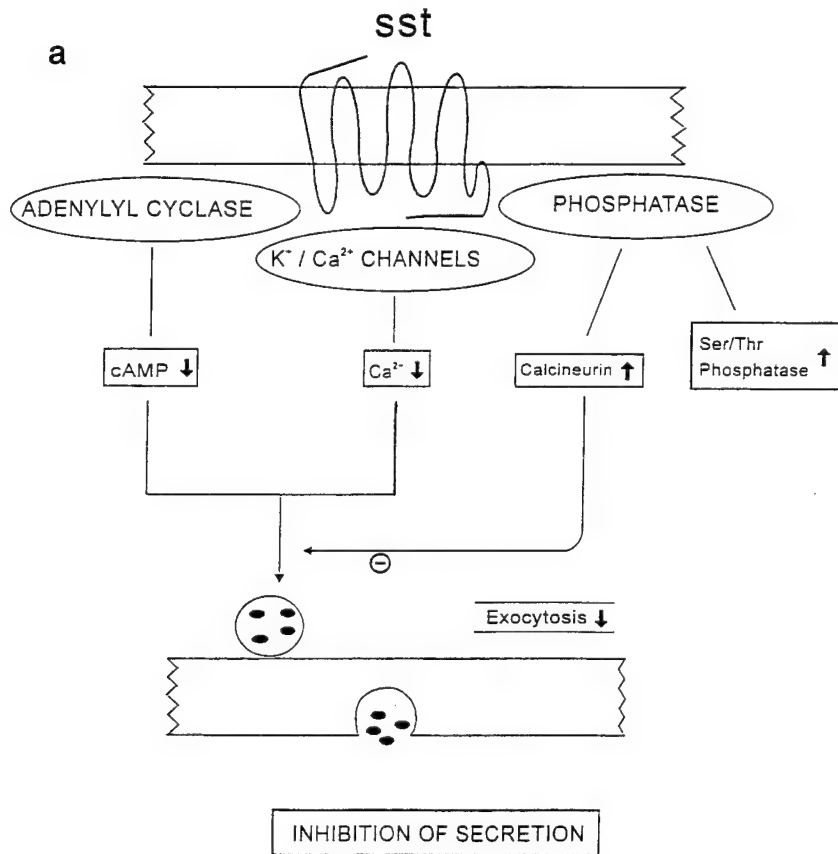 sst
a
ADENYLYL CYCLASE
PHOSPHATASE
K⁻ / Ca²⁺ CHANNELS
cAMP ↓
Ca²⁻ ↓
Calcineurin ↑
Ser/Thr
Phosphatase ↑
⊖
Exocytosis ↓
INHIBITION OF SECRETION